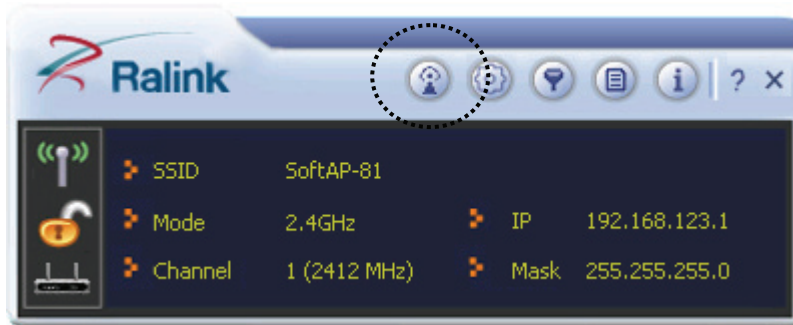 Ralink
i ? ×
SSID SoftAP-81
Mode 2.4GHz IP 192.168.123.1
Channel 1 (2412 MHz) Mask 255.255.255.0